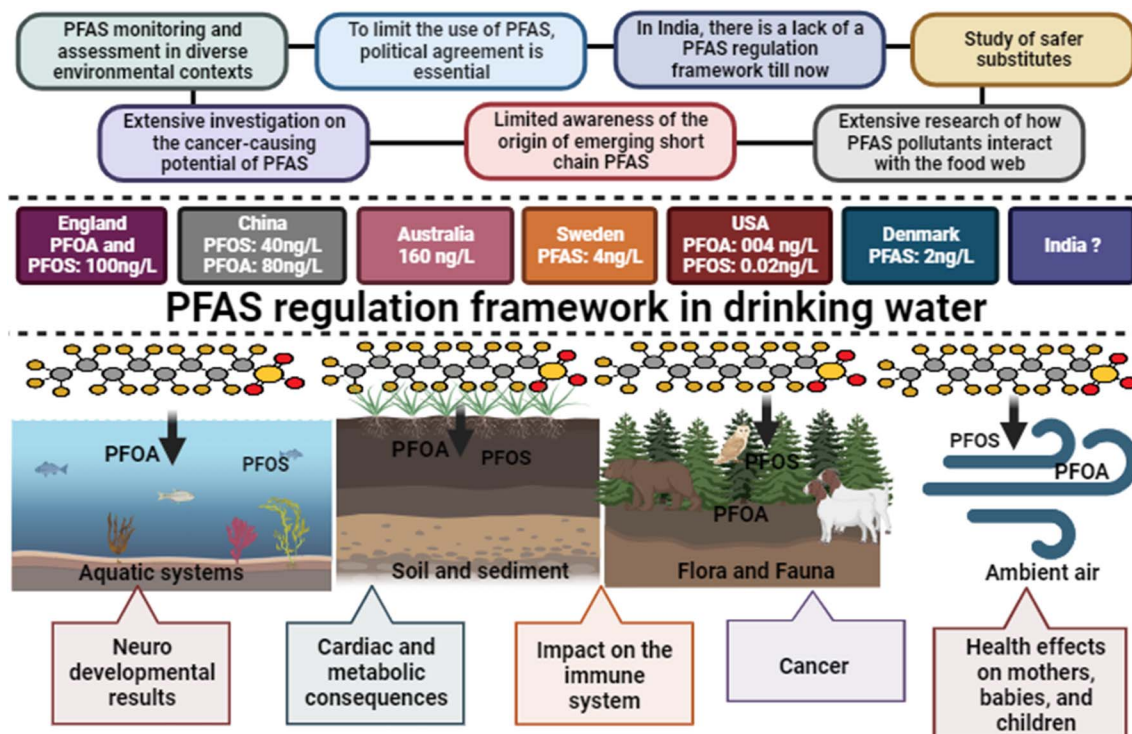 PFAS monitoring and
assessment in diverse
environmental contexts
To limit the use of PFAS,
political agreement is
essential
In India, there is a lack of a
PFAS regulation
framework till now
Study of safer
substitutes
Extensive investigation on
the cancer-causing
potential of PFAS
Limited awareness of the
origin of emerging short
chain PFAS
Extensive research of how
PFAS pollutants interact
with the food web
England
PFOA and
PFOS: 100ng/L
China
PFOS: 40ng/L
PFOA: 80ng/L
Australia
160 ng/L
Sweden
PFAS: 4ng/L
USA
PFOA: 004 ng/L
PFOS: 0.02ng/L
Denmark
PFAS: 2ng/L
India ?
PFAS regulation framework in drinking water
PFOA
PFOS
Aquatic systems
PFOA
PFOS
Soil and sediment
PFOS
PFOA
Flora and Fauna
PFOS
PFOA
Ambient air
Neuro
developmental
results
Cardiac and
metabolic
consequences
Impact on the
immune
system
Cancer
Health effects
on mothers,
babies, and
children